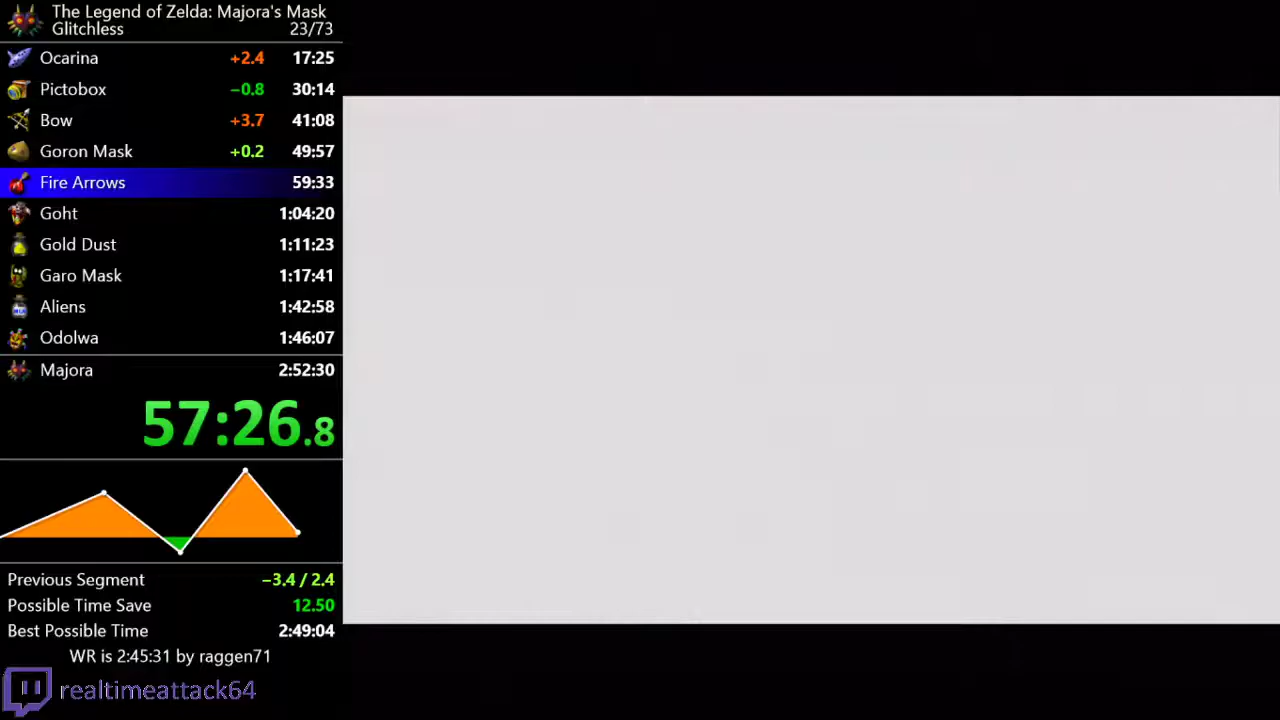 The Legend of Zelda: Majora's Mask
Glitchless 23/73
Ocarina +2.4 17:25
Pictobox −0.8 30:14
Bow +3.7 41:08
Goron Mask +0.2 49:57
Fire Arrows 59:33
Goht 1:04:20
Gold Dust 1:11:23
Garo Mask 1:17:41
Aliens 1:42:58
Odolwa 1:46:07
Majora 2:52:30
57:26.8
Previous Segment −3.4 / 2.4
Possible Time Save 12.50
Best Possible Time 2:49:04
WR is 2:45:31 by raggen71
realtimeattack64